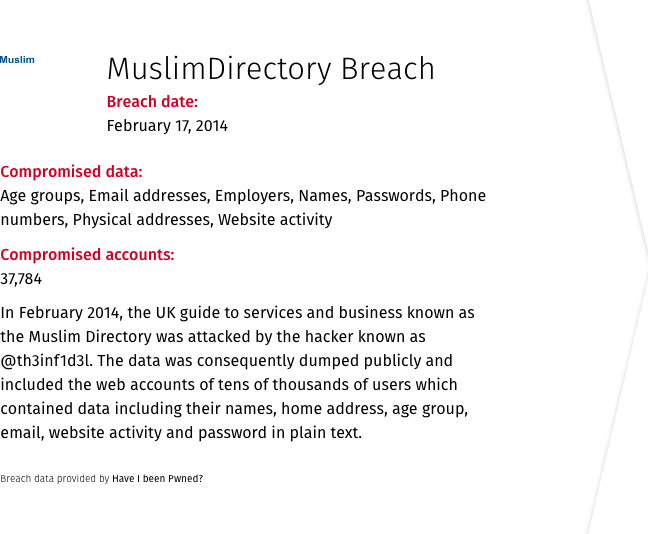 Muslim
MuslimDirectory Breach
Breach date:
February 17, 2014
Compromised data:
Age groups, Email addresses, Employers, Names, Passwords, Phone
numbers, Physical addresses, Website activity
Compromised accounts:
37,784
In February 2014, the UK guide to services and business known as
the Muslim Directory was attacked by the hacker known as
@th3inf1d3l. The data was consequently dumped publicly and
included the web accounts of tens of thousands of users which
contained data including their names, home address, age group,
email, website activity and password in plain text.
Breach data provided by Have I been Pwned?